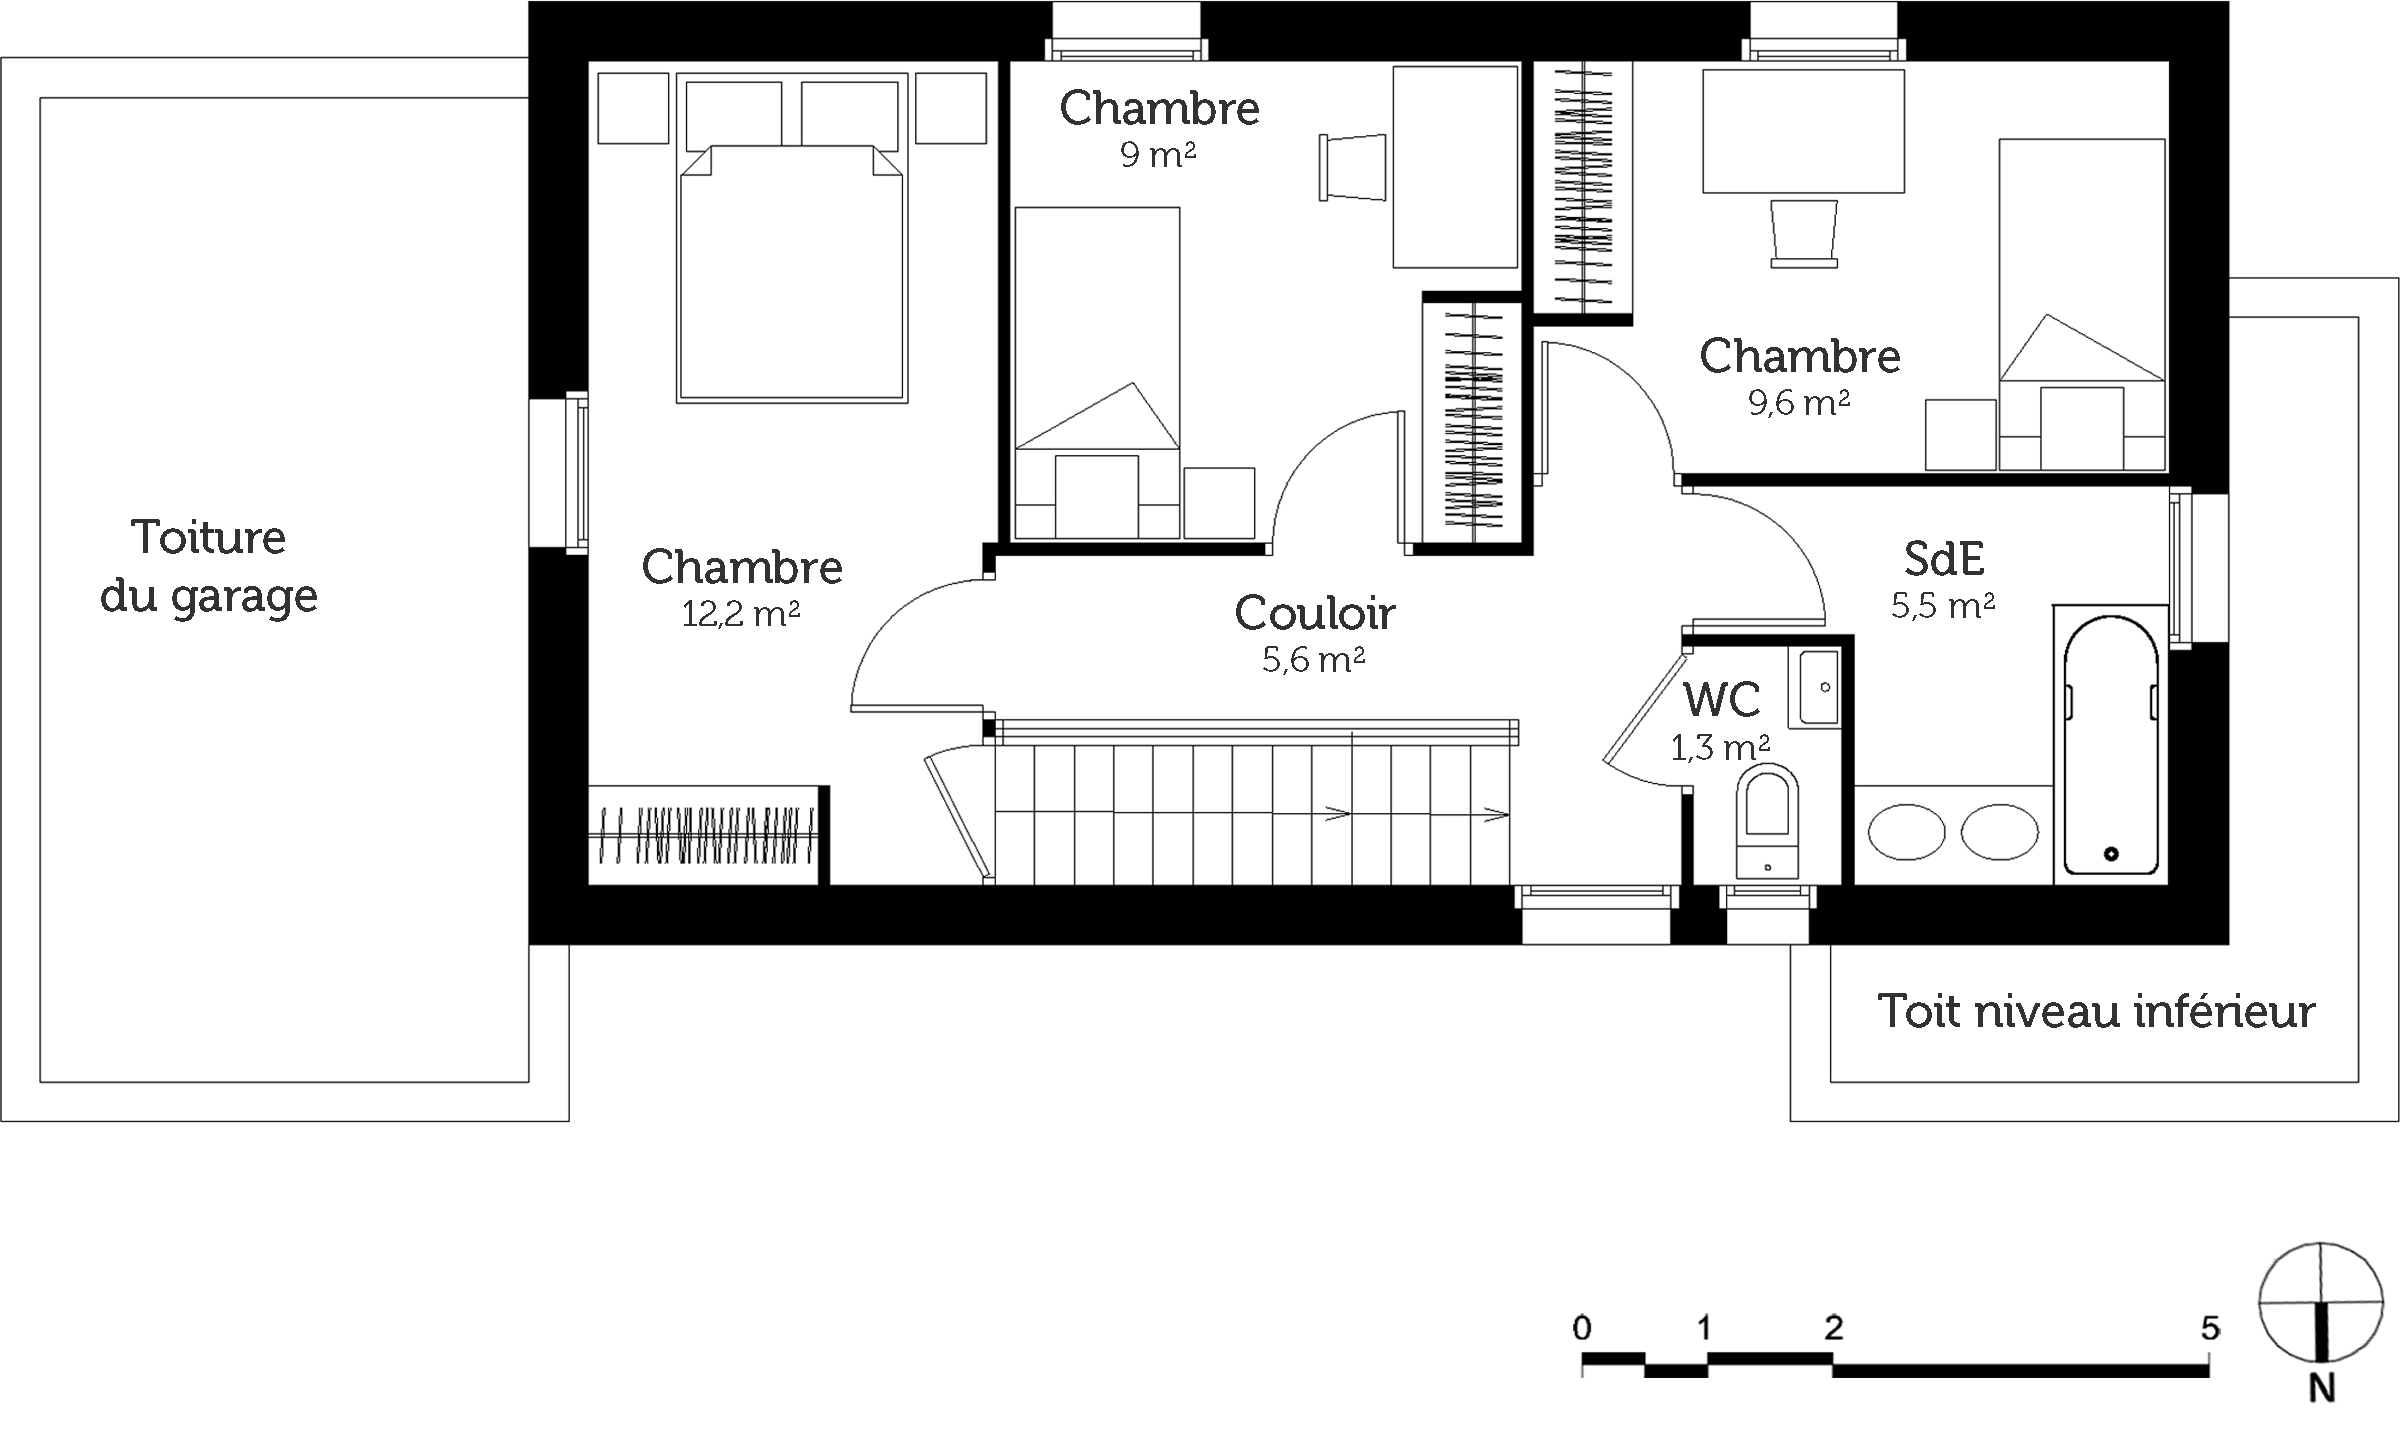 Chambre
9 m²
Chambre
9,6 m²
Toiture
du garage
Chambre
12,2 m²
Couloir
5,6 m²
SdE
5,5 m²
WC
1,3 m²
Toit niveau inférieur
0 1 2 5
N